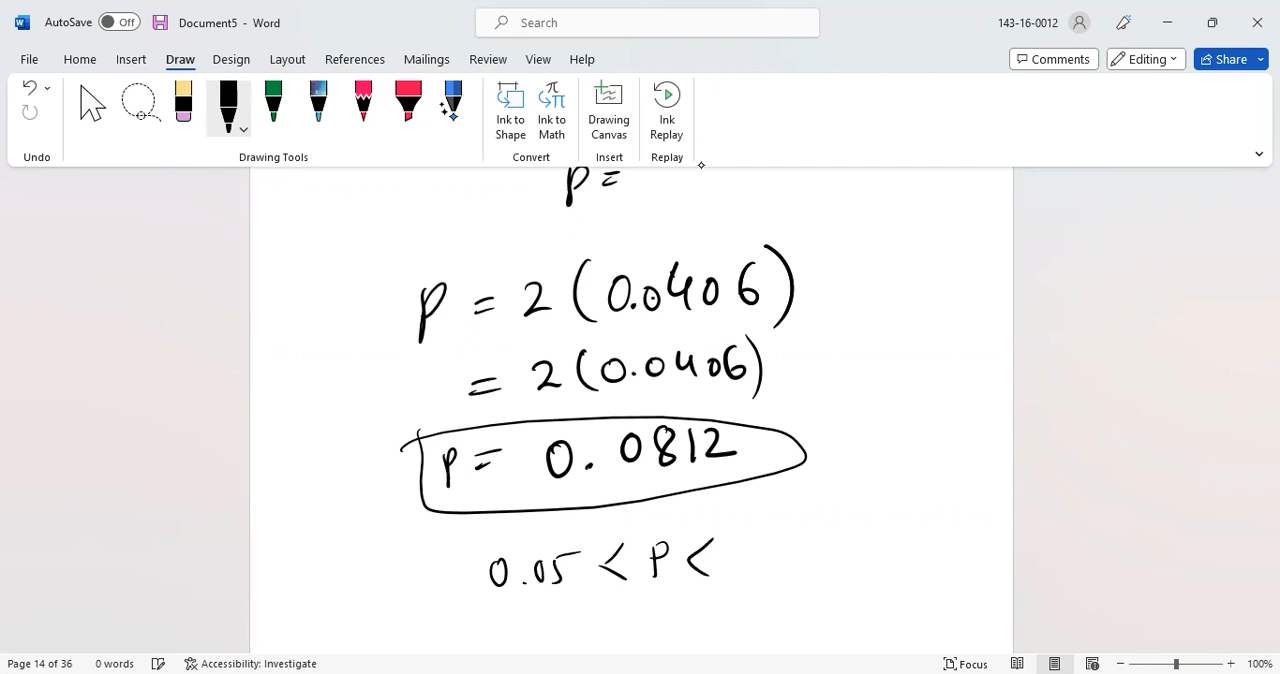 AutoSave Off Document5 - Word Search 143-16-0012
File Home Insert Draw Design Layout References Mailings Review View Help Comments Editing Share
Ink to Shape Ink to Math Drawing Canvas Ink Replay
Undo Drawing Tools Convert Insert Replay
p =
p = 2 (0.0406)
= 2 (0.0406)
p = 0.0812
0.05 < P <
Page 14 of 36 0 words Accessibility: Investigate Focus 100%